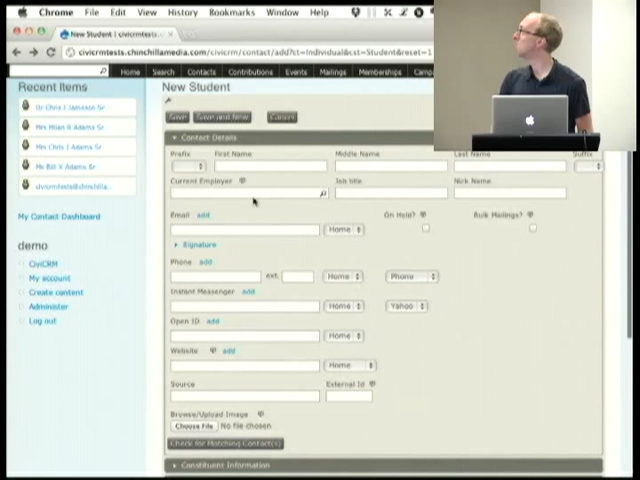 Chrome File Edit View History Bookmarks Window Help
New Student | civicrmtests.c
civicrmtests.chinchillamedia.com/civicrm/contact/add?ct=Individual&cst=Student&reset=1
Home Search Contacts Contributions Events Mailings Memberships Camp
Recent Items
New Student
Dr Chris J Jameson Sr
Mrs Chris J Adams Sr
Ms Bill V Adams Sr
civicrmtests@chinchilla...
My Contact Dashboard
demo
CiviCRM
My account
Create content
Administer
Log out
Save Save and New Cancel
Contact Details
Prefix First Name Middle Name Last Name Suffix
Current Employer Job title Nick Name
Email add On Hold? Bulk Mailings?
Home
Signature
Phone add
ext. Home Phone
Instant Messenger add
Home Yahoo
Open ID add
Home
Website add
Home
Source External Id
Browse/Upload Image
Choose File No file chosen
Check for Matching Contact(s)
Constituent Information